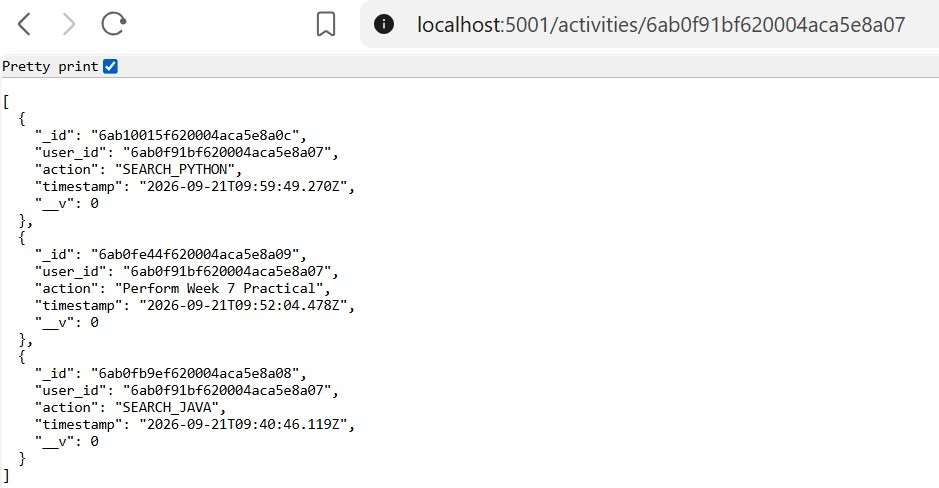 localhost:5001/activities/6ab0f91bf620004aca5e8a07
Pretty print
[
  {
    "_id": "6ab10015f620004aca5e8a0c",
    "user_id": "6ab0f91bf620004aca5e8a07",
    "action": "SEARCH_PYTHON",
    "timestamp": "2026-09-21T09:59:49.270Z",
    "__v": 0
  },
  {
    "_id": "6ab0fe44f620004aca5e8a09",
    "user_id": "6ab0f91bf620004aca5e8a07",
    "action": "Perform Week 7 Practical",
    "timestamp": "2026-09-21T09:52:04.478Z",
    "__v": 0
  },
  {
    "_id": "6ab0fb9ef620004aca5e8a08",
    "user_id": "6ab0f91bf620004aca5e8a07",
    "action": "SEARCH_JAVA",
    "timestamp": "2026-09-21T09:40:46.119Z",
    "__v": 0
  }
]